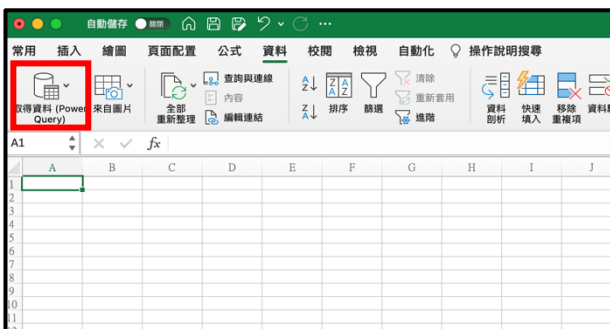 自動儲存 關閉 ...
常用 插入 繪圖 頁面配置 公式 資料 校閱 檢視 自動化 操作說明搜尋
取得資料 (Power Query)
來自圖片
全部
重新整理
查詢與連線
內容
編輯連結
排序
篩選
清除
重新套用
進階
資料
剖析
快速
填入
移除
重複項
資料
A1 fx
A B C D E F G H I J
1
2
3
4
5
6
7
8
9
10
11